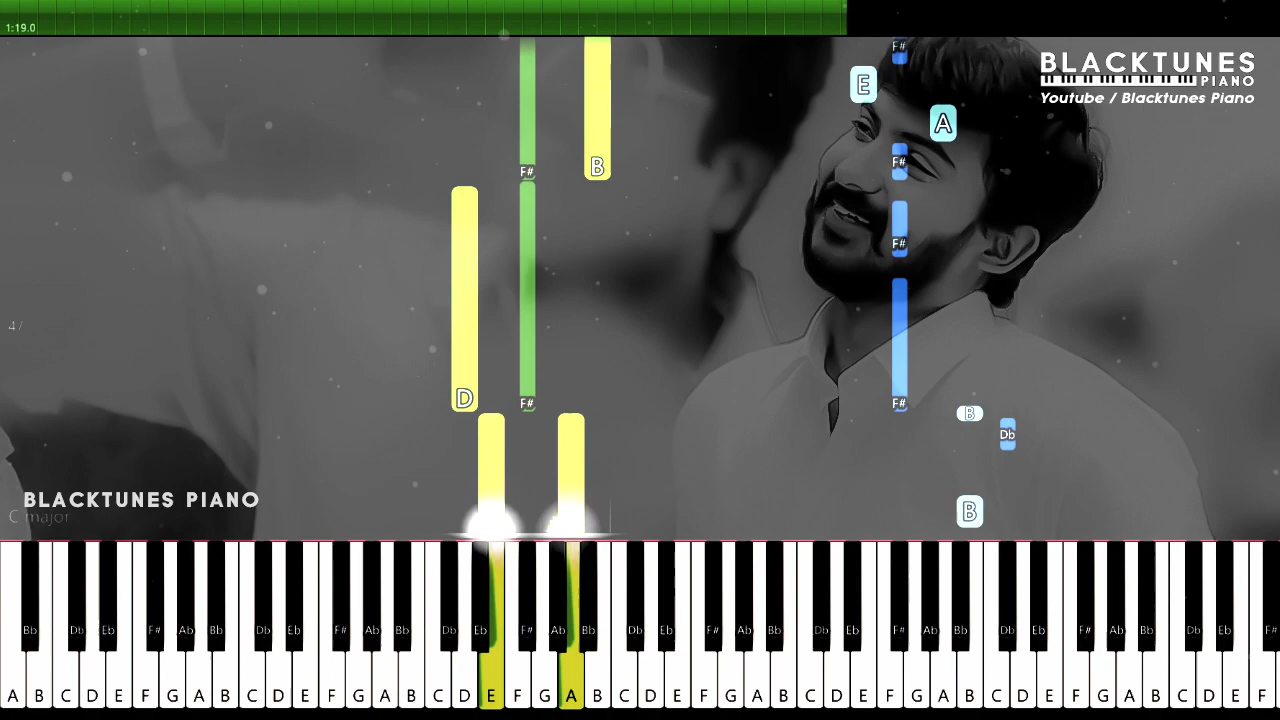 1:19.0
F#
E
BLACKTUNES
PIANO
Youtube / Blacktunes Piano
A
F# B F#
F#
4/
D F# F#
B
Db
BLACKTUNES PIANO
B
C major
Bb Db Eb F# Ab Bb Db Eb F# Ab Bb Db Eb F# Ab Bb Db Eb F# Ab Bb Db Eb F# Ab Bb Db Eb F# Ab Bb Db Eb F#
A B C D E F G A B C D E F G A B C D E F G A B C D E F G A B C D E F G A B C D E F G A B C D E F